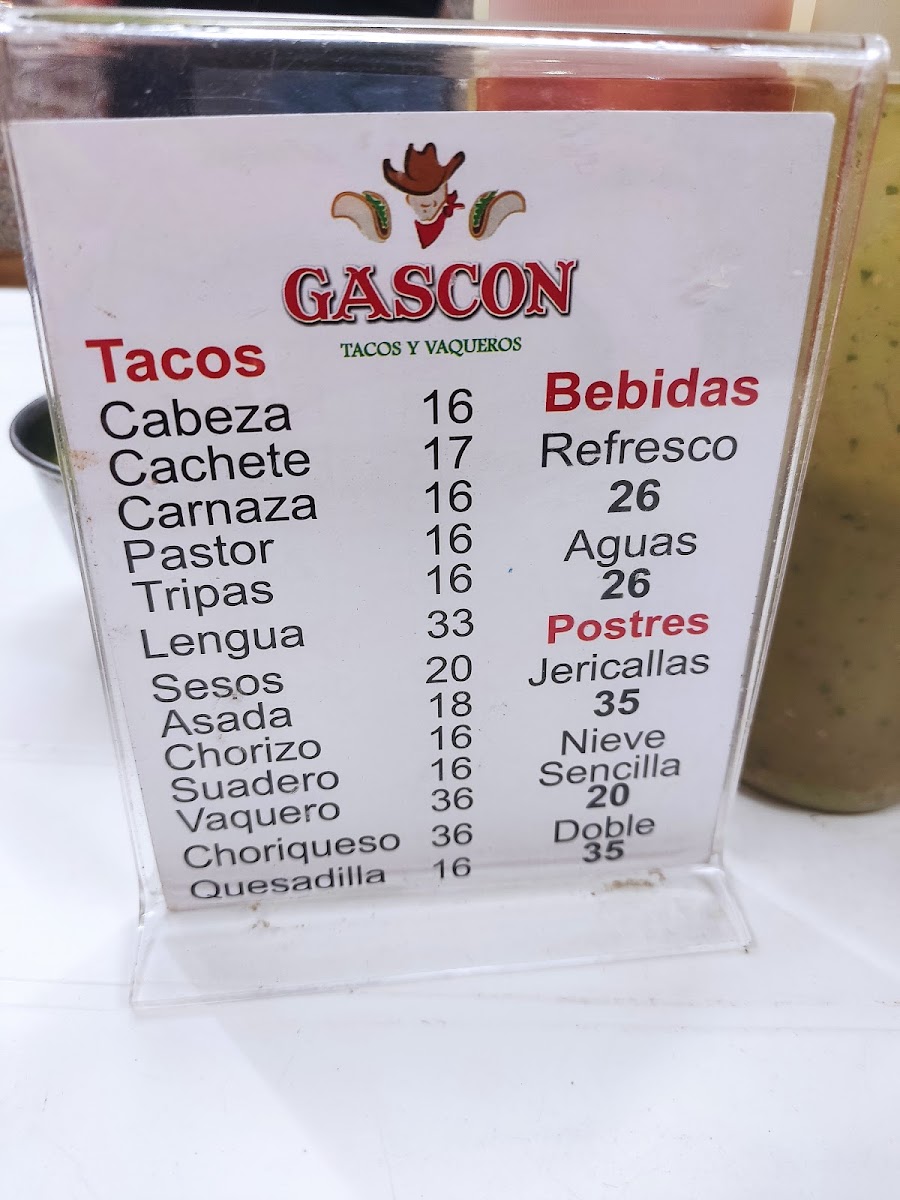 GASCON
TACOS Y VAQUEROS
Tacos
Cabeza 16
Cachete 17
Carnaza 16
Pastor 16
Tripas 16
Lengua 33
Sesos 20
Asada 18
Chorizo 16
Suadero 16
Vaquero 36
Choriqueso 36
Quesadilla 16
Bebidas
Refresco
26
Aguas
26
Postres
Jericallas
35
Nieve
Sencilla
20
Doble
35